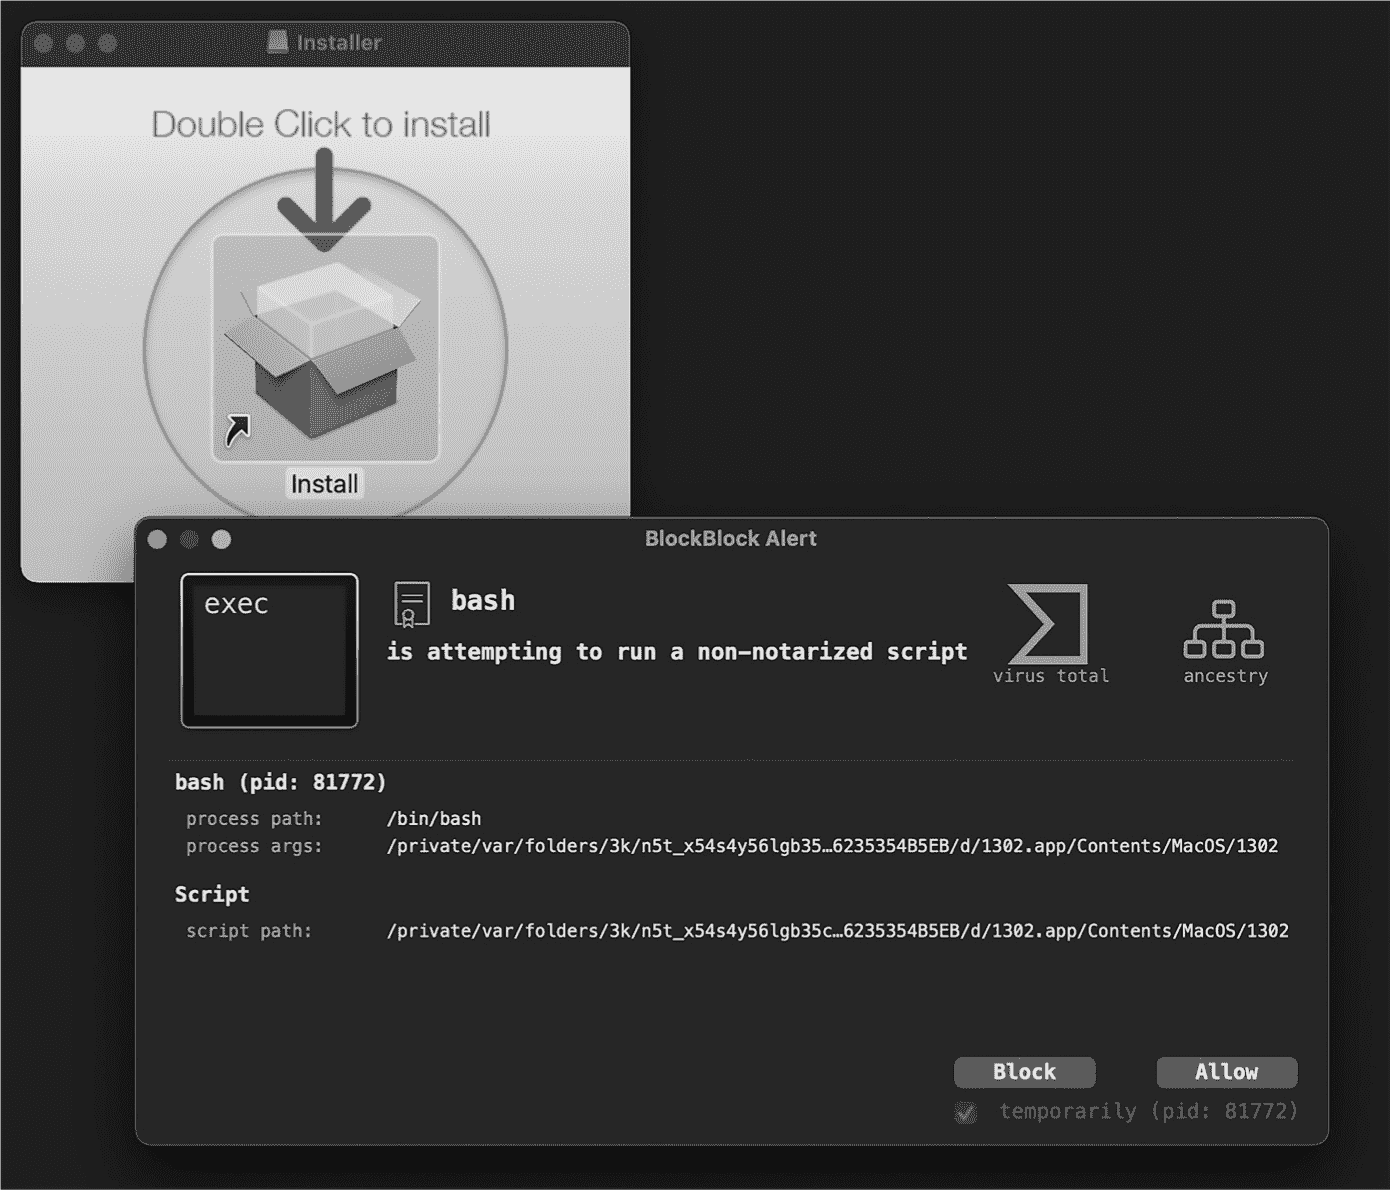 Installer
Double Click to install
Install
BlockBlock Alert
exec
bash
is attempting to run a non-notarized script
virus total
ancestry
bash (pid: 81772)
process path: /bin/bash
process args: /private/var/folders/3k/n5t_x54s4y56lgb35…6235354B5EB/d/1302.app/Contents/MacOS/1302
Script
script path: /private/var/folders/3k/n5t_x54s4y56lgb35c…6235354B5EB/d/1302.app/Contents/MacOS/1302
Block
Allow
temporarily (pid: 81772)